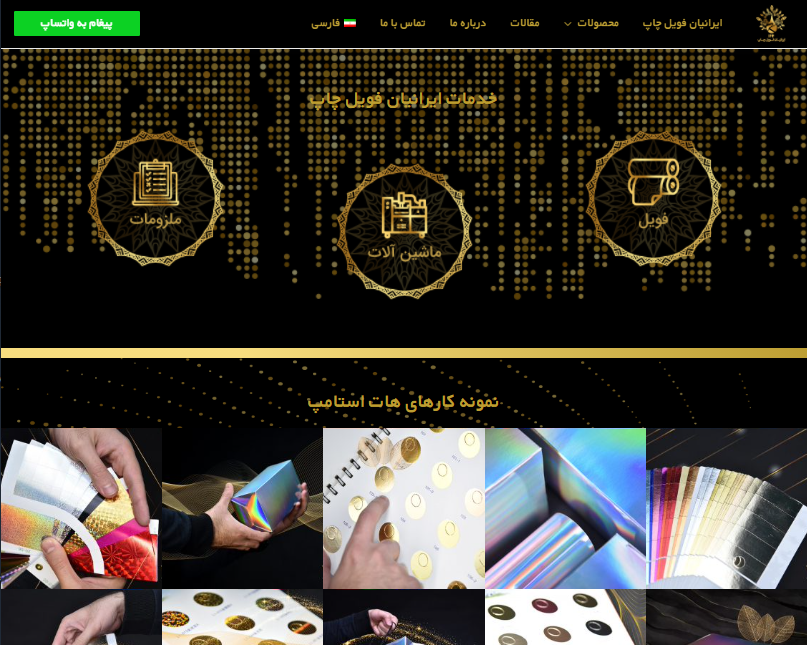 ایرانیان فویل چاپ
محصولات
مقالات
درباره ما
تماس با ما
فارسی
پیغام به واتساپ
خدمات ایرانیان فویل چاپ
فویل
ماشین آلات
ملزومات
نمونه کارهای هات استامپ